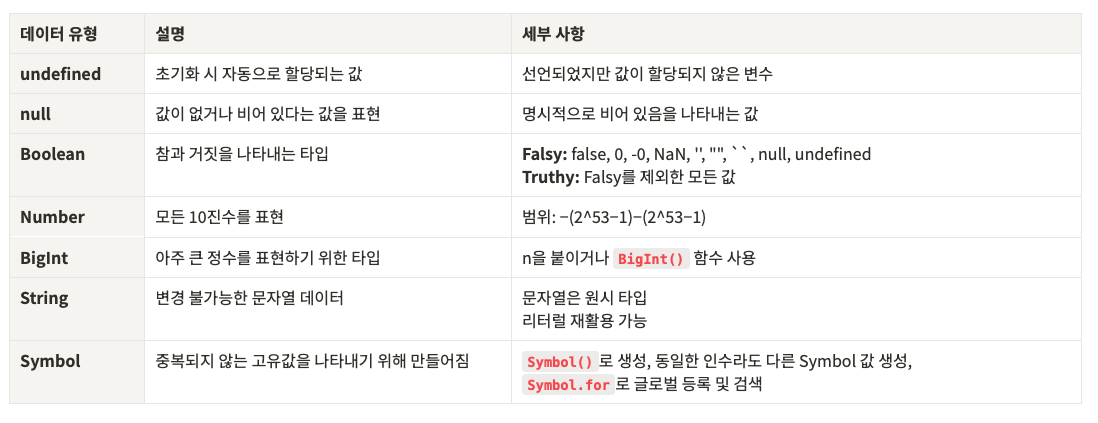 데이터 유형 설명 세부 사항
undefined 초기화 시 자동으로 할당되는 값 선언되었지만 값이 할당되지 않은 변수
null 값이 없거나 비어 있다는 값을 표현 명시적으로 비어 있음을 나타내는 값
Boolean 참과 거짓을 나타내는 타입 Falsy: false, 0, -0, NaN, '', "", ``, null, undefined
Truthy: Falsy를 제외한 모든 값
Number 모든 10진수를 표현 범위: −(2^53−1)−(2^53−1)
BigInt 아주 큰 정수를 표현하기 위한 타입 n을 붙이거나 BigInt() 함수 사용
String 변경 불가능한 문자열 데이터 문자열은 원시 타입
리터럴 재활용 가능
Symbol 중복되지 않는 고유값을 나타내기 위해 만들어짐 Symbol()로 생성, 동일한 인수라도 다른 Symbol 값 생성,
Symbol.for로 글로벌 등록 및 검색